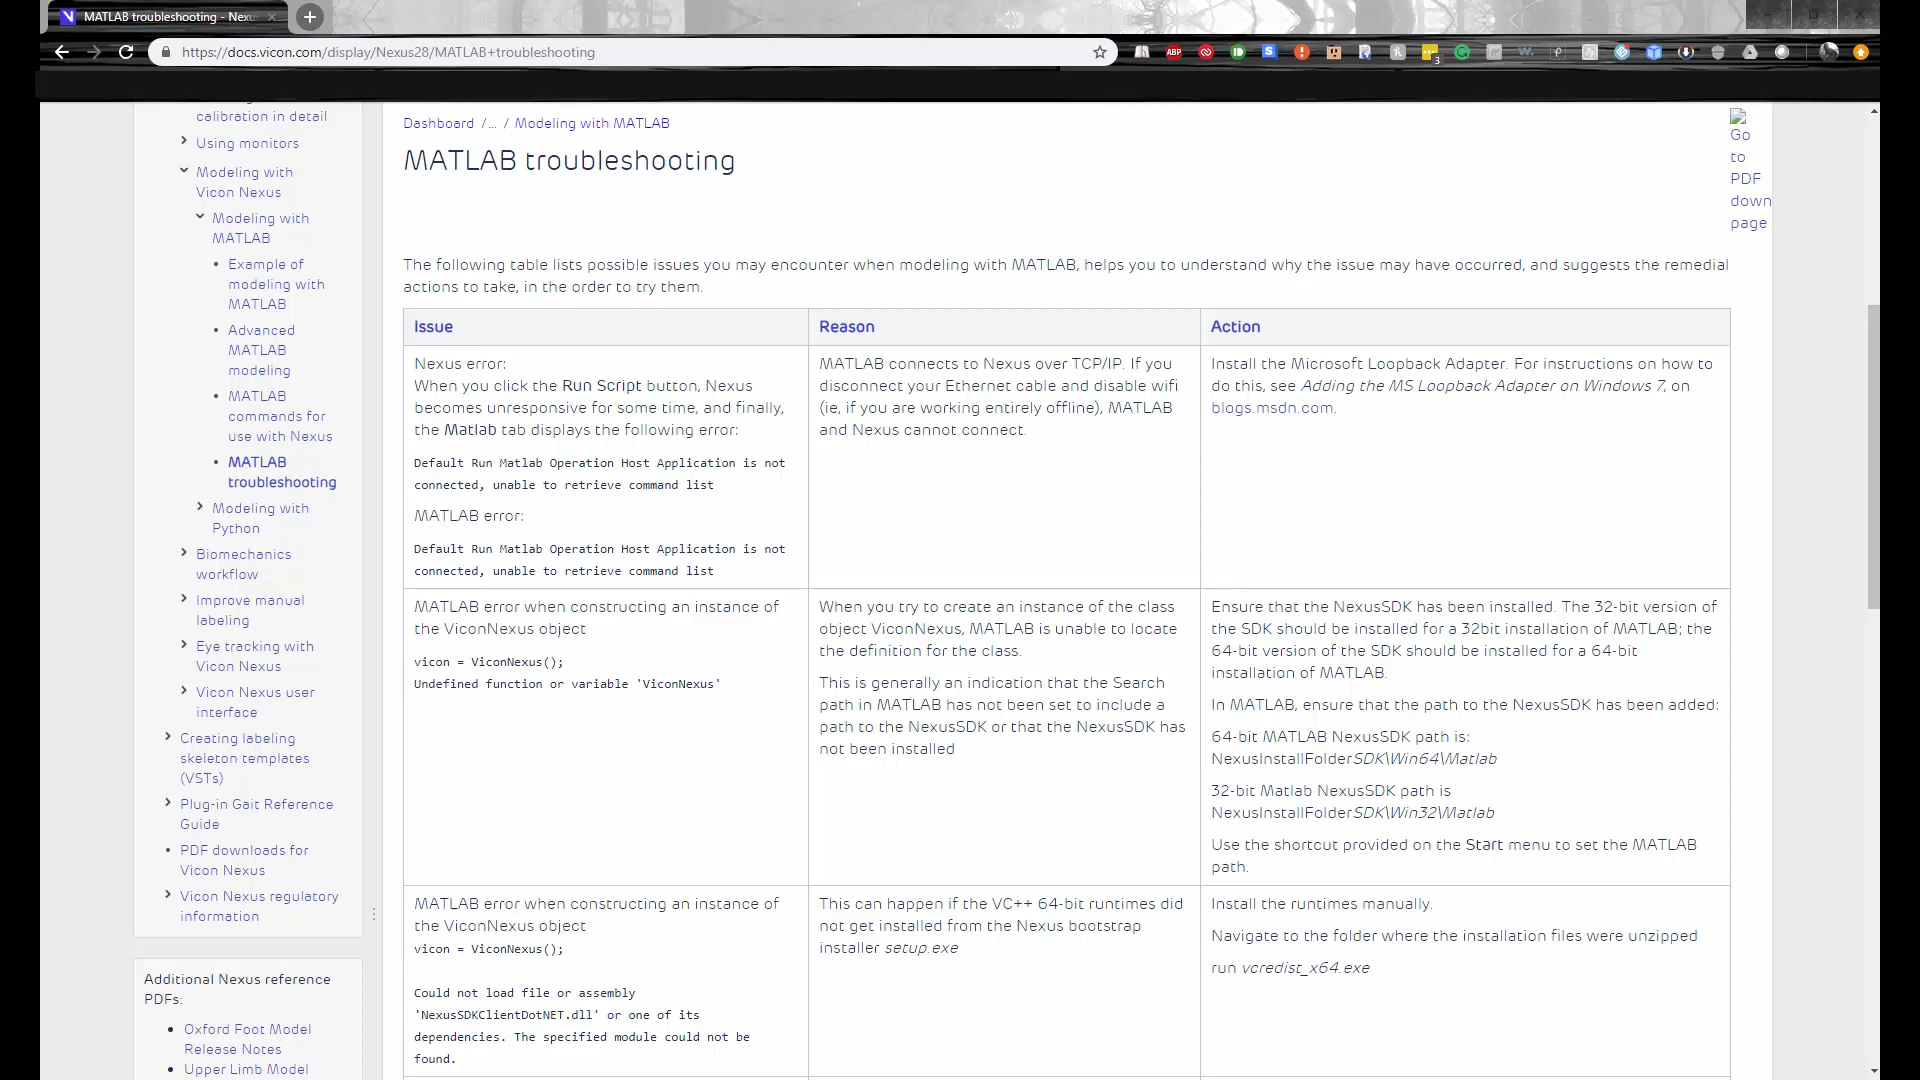 MATLAB troubleshooting - Nexu
https://docs.vicon.com/display/Nexus28/MATLAB+troubleshooting
ABP
3
calibration in detail
Using monitors
Modeling with
Vicon Nexus
Modeling with
MATLAB
Example of
modeling with
MATLAB
Advanced
MATLAB
modeling
MATLAB
commands for
use with Nexus
MATLAB
troubleshooting
Modeling with
Python
Biomechanics
workflow
Improve manual
labeling
Eye tracking with
Vicon Nexus
Vicon Nexus user
interface
Creating labeling
skeleton templates
(VSTs)
Plug-in Gait Reference
Guide
PDF downloads for
Vicon Nexus
Vicon Nexus regulatory
information
Additional Nexus reference
PDFs:
Oxford Foot Model
Release Notes
Upper Limb Model
Dashboard /... / Modeling with MATLAB
MATLAB troubleshooting
Go
to
PDF
down
page
The following table lists possible issues you may encounter when modeling with MATLAB, helps you to understand why the issue may have occurred, and suggests the remedial
actions to take, in the order to try them.
Issue
Reason
Action
Nexus error:
When you click the Run Script button, Nexus
becomes unresponsive for some time, and finally,
the Matlab tab displays the following error:
Default Run Matlab Operation Host Application is not
connected, unable to retrieve command list
MATLAB error:
Default Run Matlab Operation Host Application is not
connected, unable to retrieve command list
MATLAB connects to Nexus over TCP/IP. If you
disconnect your Ethernet cable and disable wifi
(ie, if you are working entirely offline), MATLAB
and Nexus cannot connect.
Install the Microsoft Loopback Adapter. For instructions on how to
do this, see Adding the MS Loopback Adapter on Windows 7, on
blogs.msdn.com.
MATLAB error when constructing an instance of
the ViconNexus object
vicon = ViconNexus();
Undefined function or variable 'ViconNexus'
When you try to create an instance of the class
object ViconNexus, MATLAB is unable to locate
the definition for the class.
This is generally an indication that the Search
path in MATLAB has not been set to include a
path to the NexusSDK or that the NexusSDK has
not been installed
Ensure that the NexusSDK has been installed. The 32-bit version of
the SDK should be installed for a 32bit installation of MATLAB; the
64-bit version of the SDK should be installed for a 64-bit
installation of MATLAB.
In MATLAB, ensure that the path to the NexusSDK has been added:
64-bit MATLAB NexusSDK path is:
NexusInstallFolderSDK\Win64\Matlab
32-bit Matlab NexusSDK path is
NexusInstallFolderSDK\Win32\Matlab
Use the shortcut provided on the Start menu to set the MATLAB
path.
MATLAB error when constructing an instance of
the ViconNexus object
vicon = ViconNexus();
Could not load file or assembly
'NexusSDKClientDotNET.dll' or one of its
dependencies. The specified module could not be
found.
This can happen if the VC++ 64-bit runtimes did
not get installed from the Nexus bootstrap
installer setup.exe
Install the runtimes manually.
Navigate to the folder where the installation files were unzipped
run vcredist_x64.exe